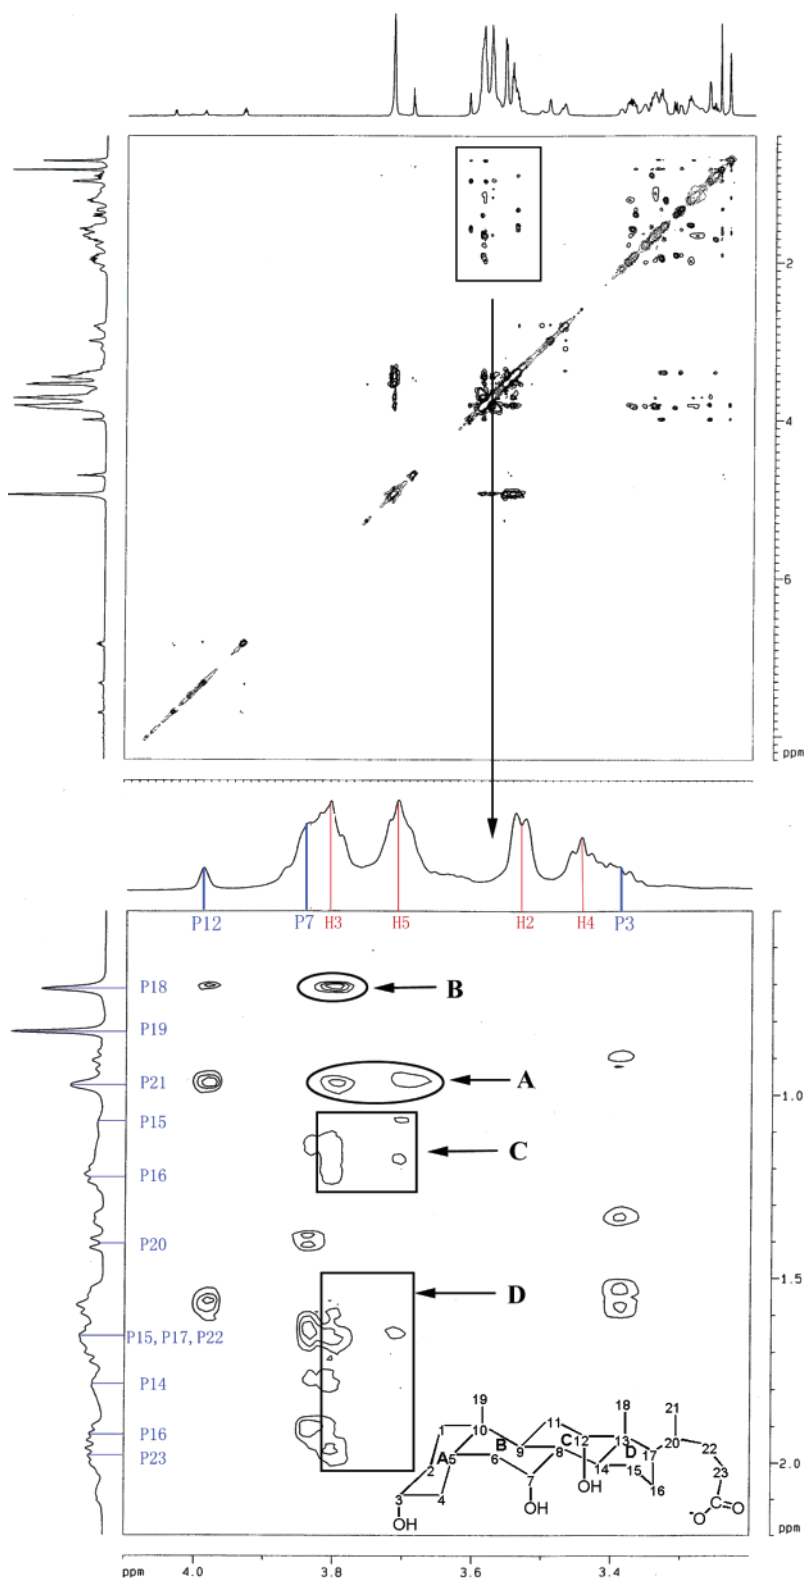 2
4
6
ppm
P12 P7 H3 H5 H2 H4 P3
P18
B
P19
P21
A
1.0
P15
C
P16
P20
1.5
D
P15, P17, P22
P14
P16
P23
19 11 18 21
1 10 12 13 20 22
B 9 C 8 D 17
2 A 5 6 14 15 23
3 4 7 OH 16
OH OH -O C O
2.0
ppm
ppm 4.0 3.8 3.6 3.4